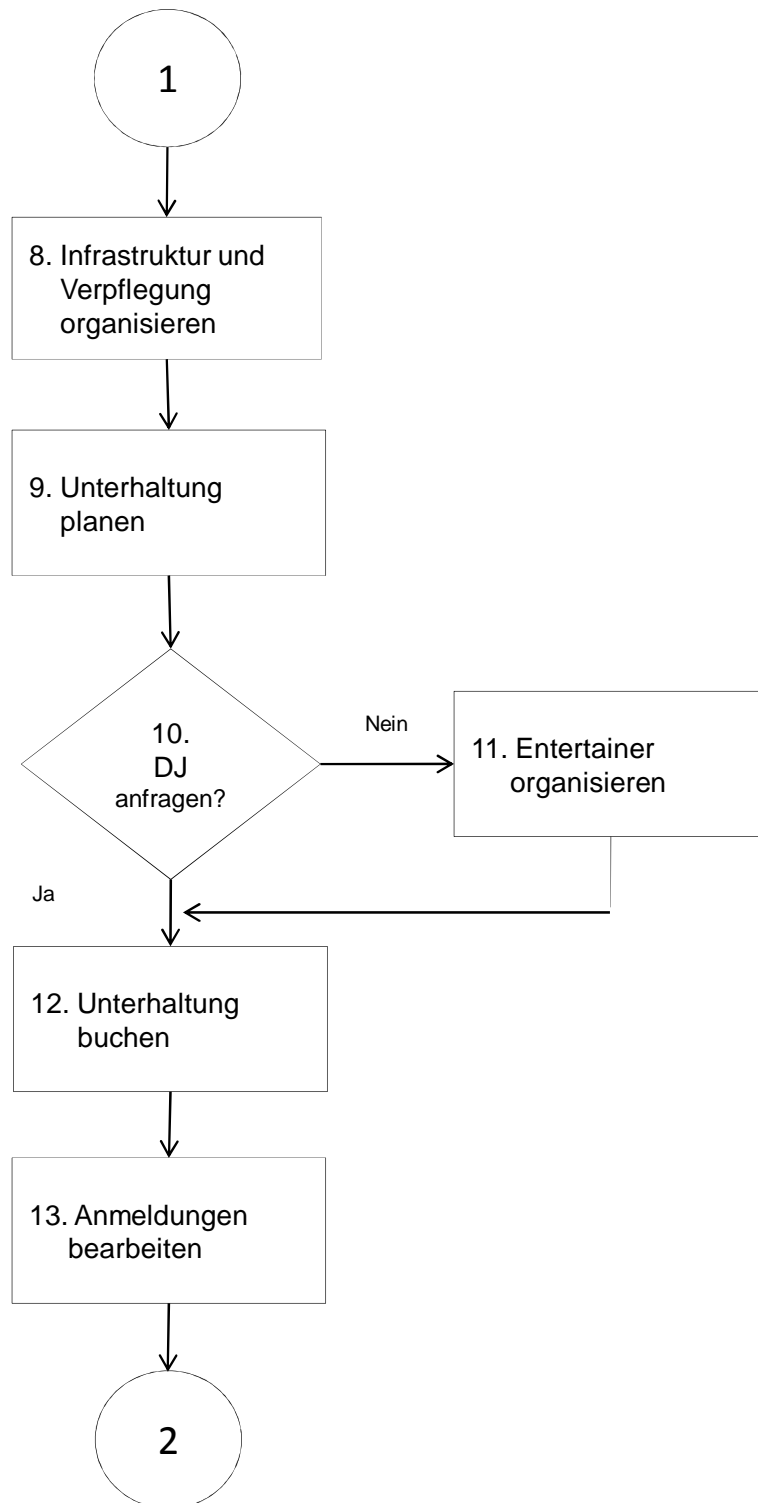 1
8. Infrastruktur und
Verpflegung
organisieren
9. Unterhaltung
planen
10.
DJ
anfragen?
Nein
11. Entertainer
organisieren
Ja
12. Unterhaltung
buchen
13. Anmeldungen
bearbeiten
2